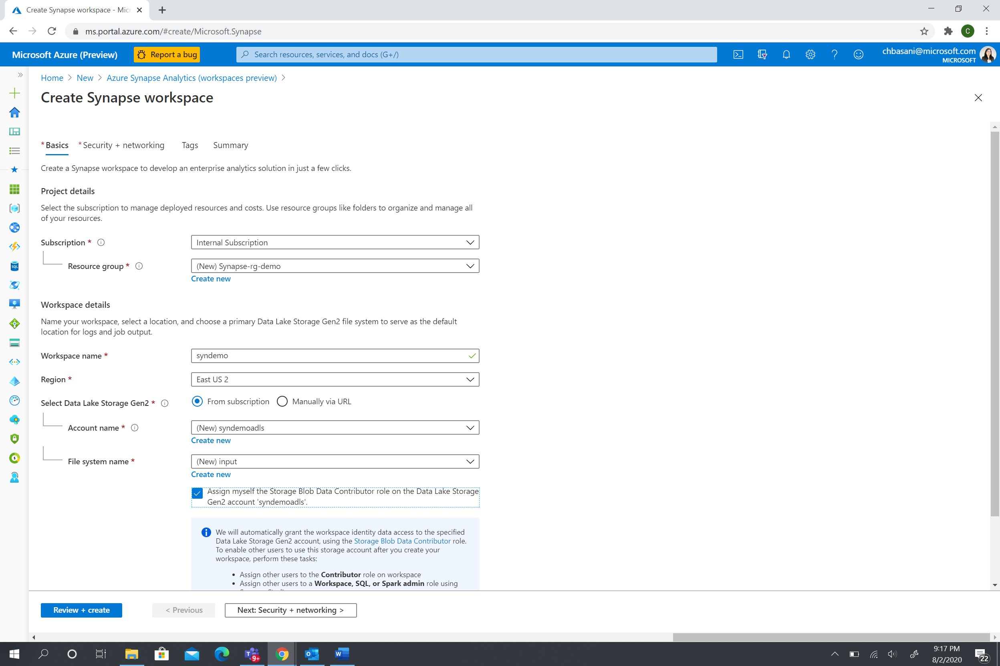 Create Synapse workspace - Micr
ms.portal.azure.com/#create/Microsoft.Synapse
C
Microsoft Azure (Preview)
Report a bug
Search resources, services, and docs (G+/)
chbasani@microsoft.com
MICROSOFT
Home > New > Azure Synapse Analytics (workspaces preview) >
Create Synapse workspace
* Basics * Security + networking Tags Summary
Create a Synapse workspace to develop an enterprise analytics solution in just a few clicks.
Project details
Select the subscription to manage deployed resources and costs. Use resource groups like folders to organize and manage all
of your resources.
Subscription *
Internal Subscription
Resource group *
(New) Synapse-rg-demo
Create new
Workspace details
Name your workspace, select a location, and choose a primary Data Lake Storage Gen2 file system to serve as the default
location for logs and job output.
Workspace name *
syndemo
Region *
East US 2
Select Data Lake Storage Gen2 *
From subscription
Manually via URL
Account name *
(New) syndemoadls
Create new
File system name *
(New) input
Create new
Assign myself the Storage Blob Data Contributor role on the Data Lake Storage
Gen2 account 'syndemoadls'.
We will automatically grant the workspace identity data access to the specified
Data Lake Storage Gen2 account, using the Storage Blob Data Contributor role.
To enable other users to use this storage account after you create your
workspace, perform these tasks:
• Assign other users to the Contributor role on workspace
• Assign other users to a Workspace, SQL, or Spark admin role using
Review + create
< Previous
Next: Security + networking >
9:17 PM
8/2/2020
22
9+